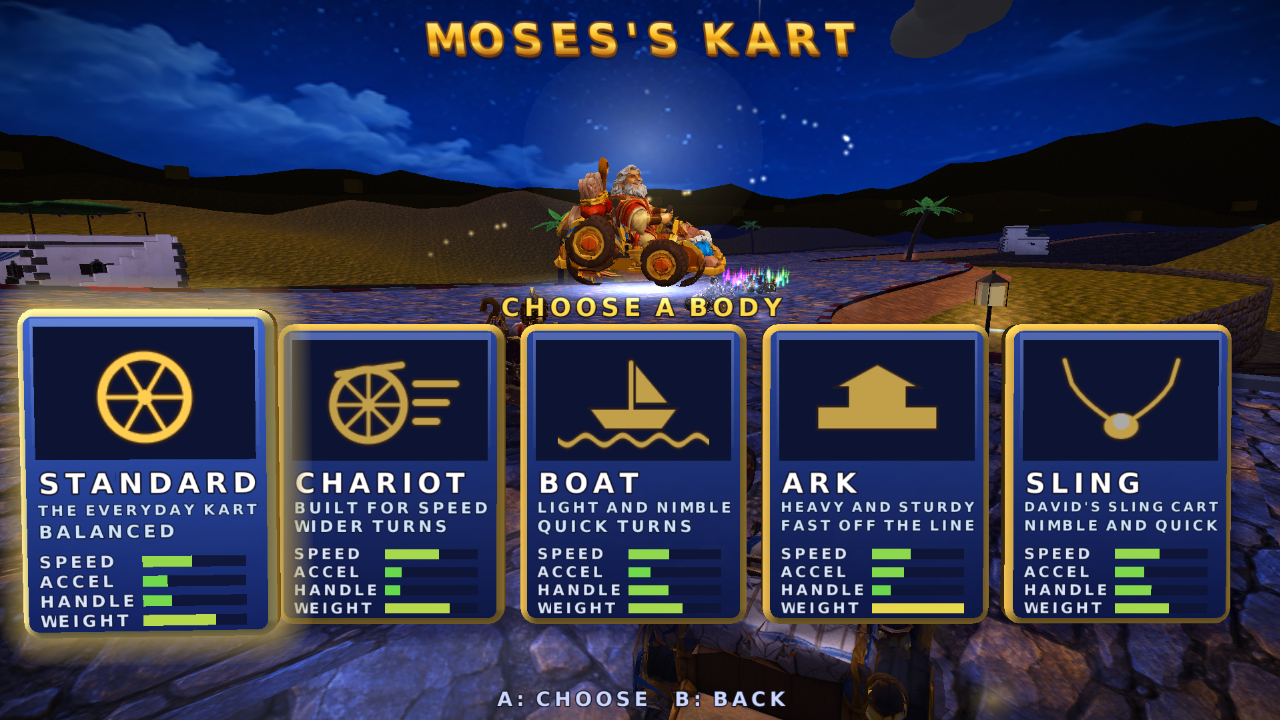 MOSES'S KART
CHOOSE A BODY
STANDARD
THE EVERYDAY KART
BALANCED
SPEED
ACCEL
HANDLE
WEIGHT
CHARIOT
BUILT FOR SPEED
WIDER TURNS
SPEED
ACCEL
HANDLE
WEIGHT
BOAT
LIGHT AND NIMBLE
QUICK TURNS
SPEED
ACCEL
HANDLE
WEIGHT
ARK
HEAVY AND STURDY
FAST OFF THE LINE
SPEED
ACCEL
HANDLE
WEIGHT
SLING
DAVID'S SLING CART
NIMBLE AND QUICK
SPEED
ACCEL
HANDLE
WEIGHT
A: CHOOSE B: BACK